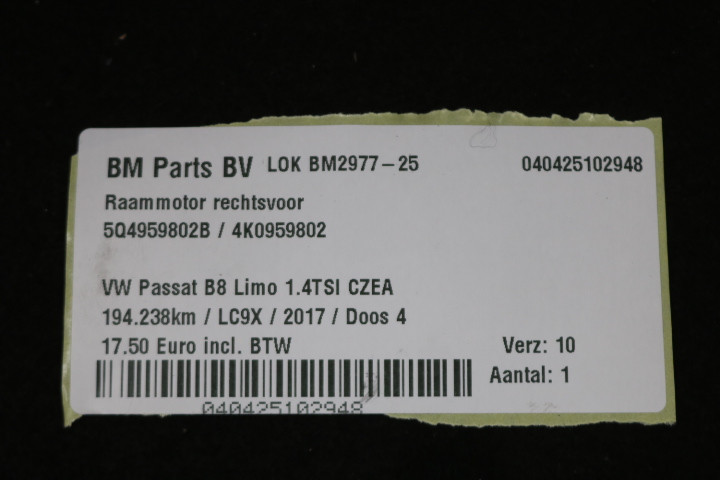 BM Parts BV LOK BM2977-25 040425102948
Raammotor rechtsvoor
5Q4959802B / 4K0959802
VW Passat B8 Limo 1.4TSI CZEA
194.238km / LC9X / 2017 / Doos 4
17.50 Euro incl. BTW Verz: 10
Aantal: 1
040425102948